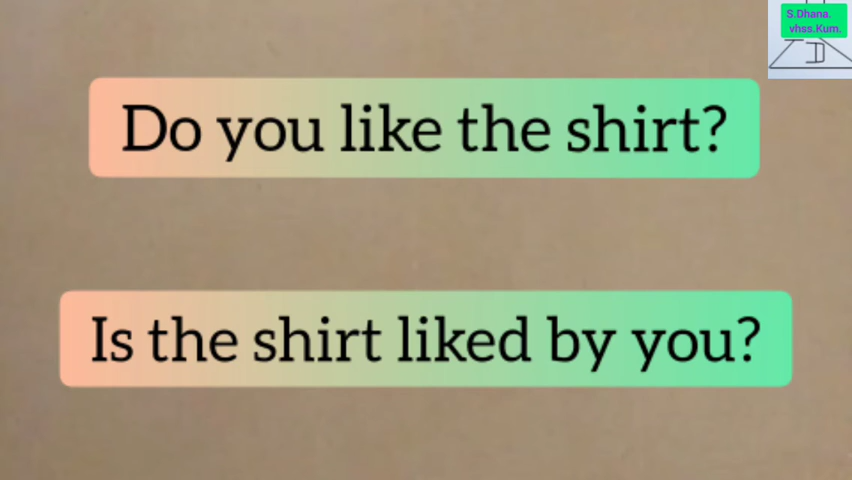 S.Dhana.
vhss.Kum.
Do you like the shirt?
Is the shirt liked by you?